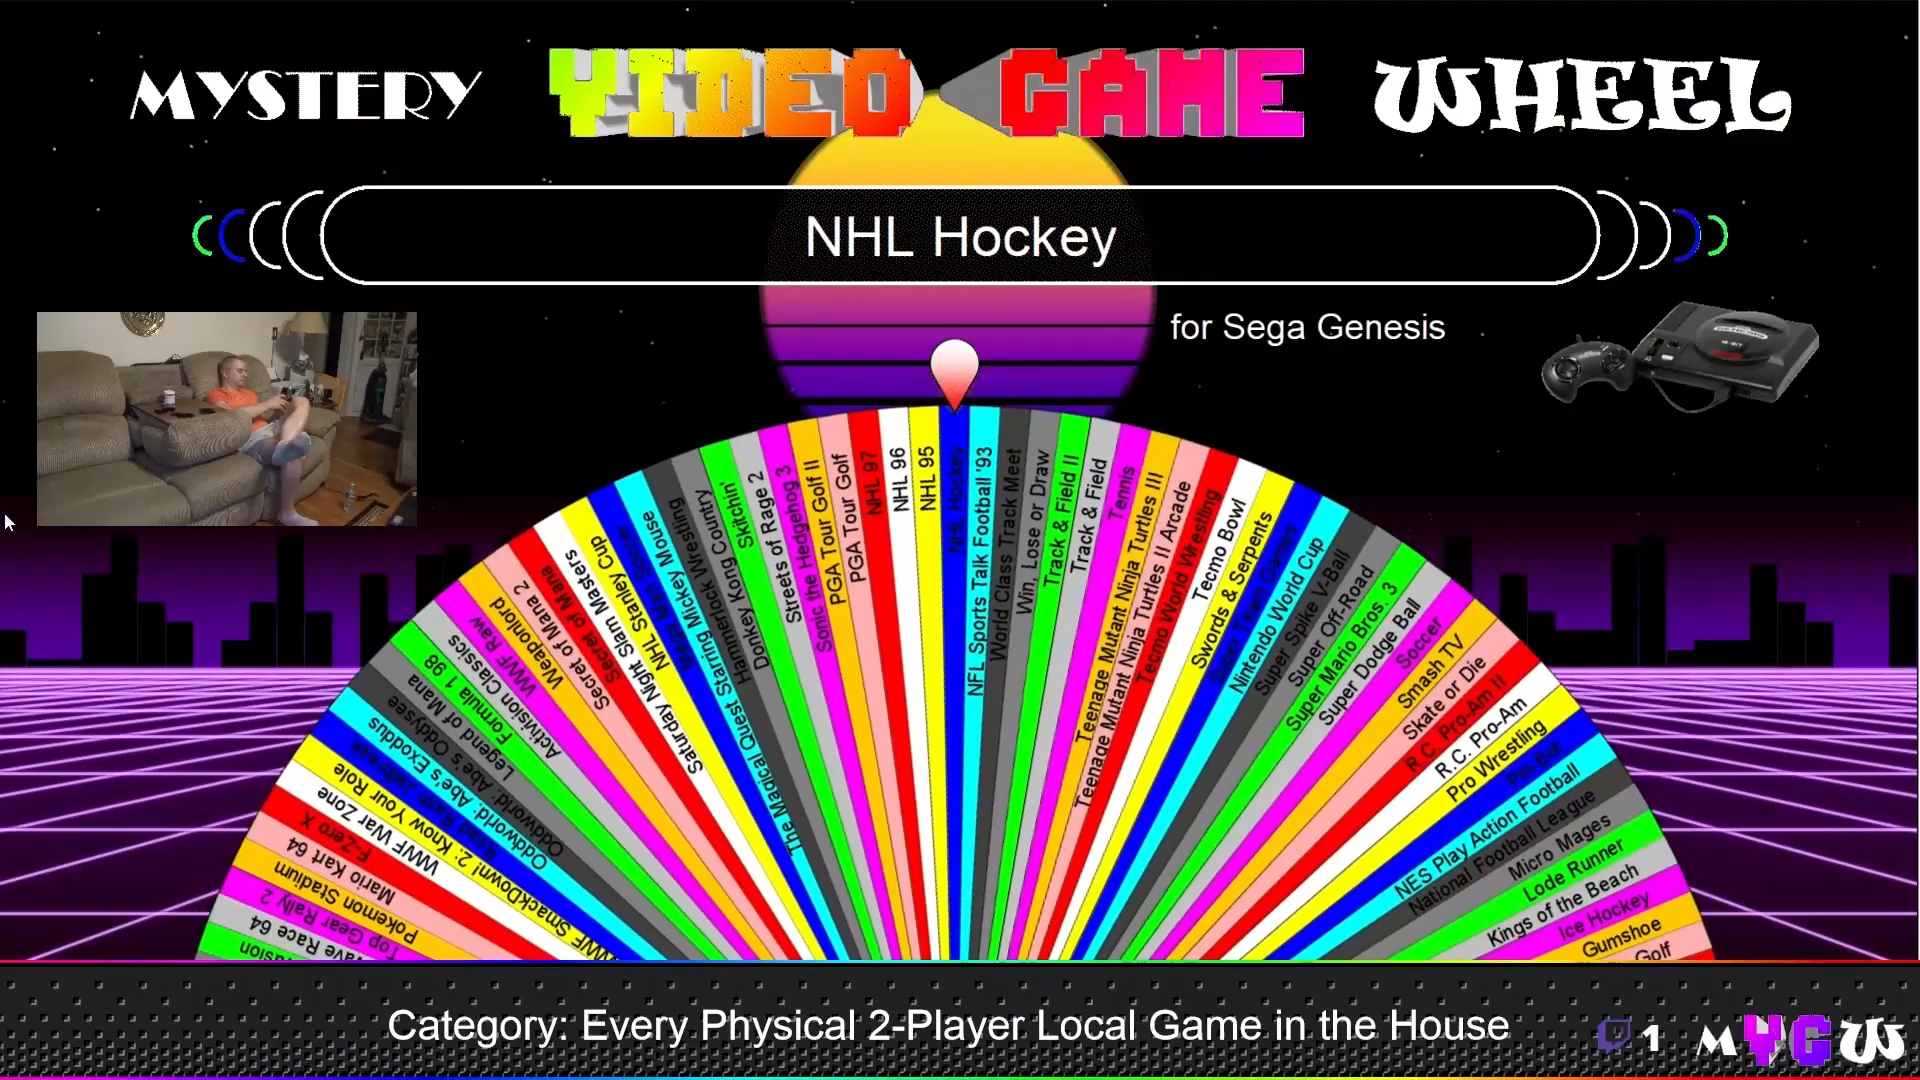 MYSTERY VIDEO GAME WHEEL
NHL Hockey
for Sega Genesis
Top Gear Rally 2
Pokemon Stadium
Mario Kart 64
F-Zero X
WWF War Zone
WWF SmackDown! 2: Know Your Role
Oddworld: Abe's Exoddus
Oddworld: Abe's Oddysee
Legend of Mana
Formula 1 98
Activision Classics
WWF Raw
Weaponlord
Secret of Mana 2
Secret of Mana
Saturday Night Slam Masters
NHL Stanley Cup
The Magical Quest Starring Mickey Mouse
Hammerlock Wrestling
Donkey Kong Country
Skitchin'
Streets of Rage 2
Sonic the Hedgehog 3
PGA Tour Golf II
PGA Tour Golf
NHL 97
NHL 96
NHL 95
NHL Hockey
NFL Sports Talk Football '93
World Class Track Meet
Win, Lose or Draw
Track & Field II
Track & Field
Tennis
Teenage Mutant Ninja Turtles III
Teenage Mutant Ninja Turtles II Arcade
Tecmo World Wrestling
Tecmo Bowl
Swords & Serpents
Nintendo World Cup
Super Spike V-Ball
Super Off-Road
Super Mario Bros. 3
Super Dodge Ball
Soccer
Smash TV
Skate or Die
R.C. Pro-Am II
R.C. Pro-Am
Pro Wrestling
Pin-Bot
NES Play Action Football
National Football League
Micro Mages
Lode Runner
Kings of the Beach
Ice Hockey
Gumshoe
Golf
Category: Every Physical 2-Player Local Game in the House
1
MVGW